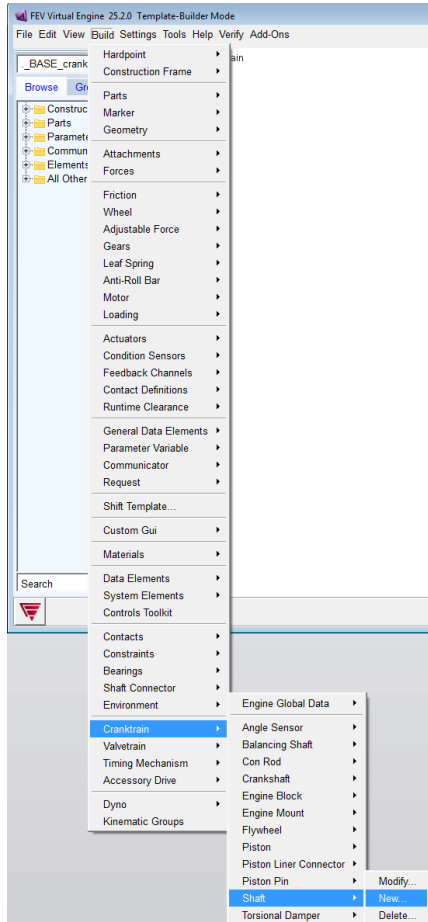 FEV Virtual Engine 25.2.0 Template-Builder Mode
File Edit View Build Settings Tools Help Verify Add-Ons
._BASE_crank
ain
Browse Gr
Construc
Parts
Paramete
Commun
Elements
All Other
Search
Hardpoint
Construction Frame
Parts
Marker
Geometry
Attachments
Forces
Friction
Wheel
Adjustable Force
Gears
Leaf Spring
Anti-Roll Bar
Motor
Loading
Actuators
Condition Sensors
Feedback Channels
Contact Definitions
Runtime Clearance
General Data Elements
Parameter Variable
Communicator
Request
Shift Template...
Custom Gui
Materials
Data Elements
System Elements
Controls Toolkit
Contacts
Constraints
Bearings
Shaft Connector
Environment
Cranktrain
Valvetrain
Timing Mechanism
Accessory Drive
Dyno
Kinematic Groups
Engine Global Data
Angle Sensor
Balancing Shaft
Con Rod
Crankshaft
Engine Block
Engine Mount
Flywheel
Piston
Piston Liner Connector
Piston Pin
Shaft
Torsional Damper
Modify...
New...
Delete...